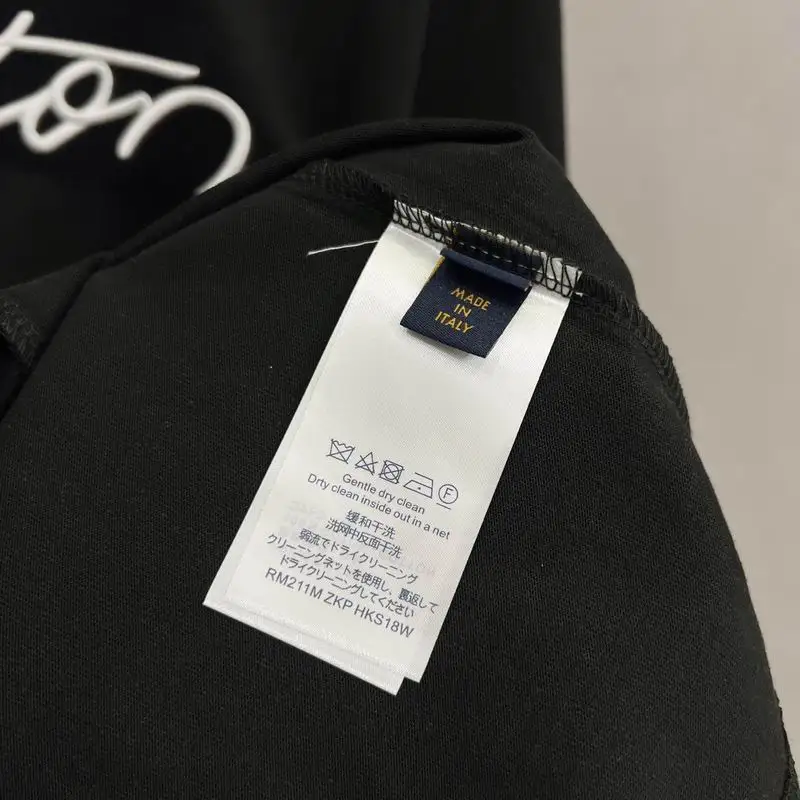 to
MADE
IN
ITALY
F
Gentle dry clean
Drty clean inside out in a net
缓和干洗
洗网中反面干洗
弱流でドライクリーニング
クリーニングネットを使用し、裏返して
ドライクリーニングしてください
RM211M ZKP HKS18W